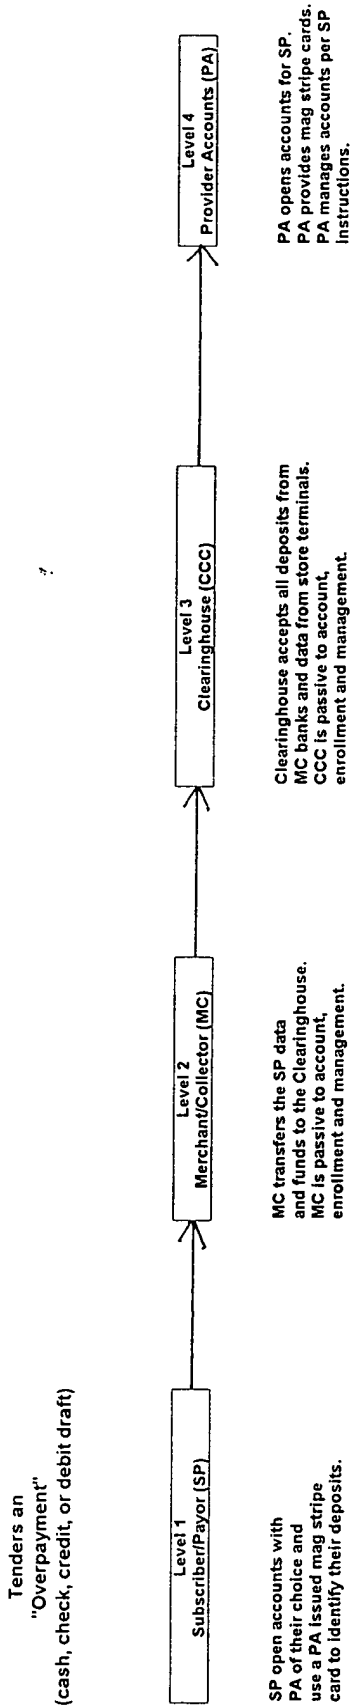 Tenders an
"Overpayment"
(cash, check, credit, or debit draft)
Level 1
Subscriber/Payor (SP)
SP open accounts with
PA of their choice and
use a PA issued mag stripe
card to identify their deposits.
Level 2
Merchant/Collector (MC)
MC transfers the SP data
and funds to the Clearinghouse.
MC is passive to account,
enrollment and management.
Level 3
Clearinghouse (CCC)
Clearinghouse accepts all deposits from
MC banks and data from store terminals.
CCC is passive to account,
enrollment and management.
Level 4
Provider Accounts (PA)
PA opens accounts for SP.
PA provides mag stripe cards.
PA manages accounts per SP
Instructions.